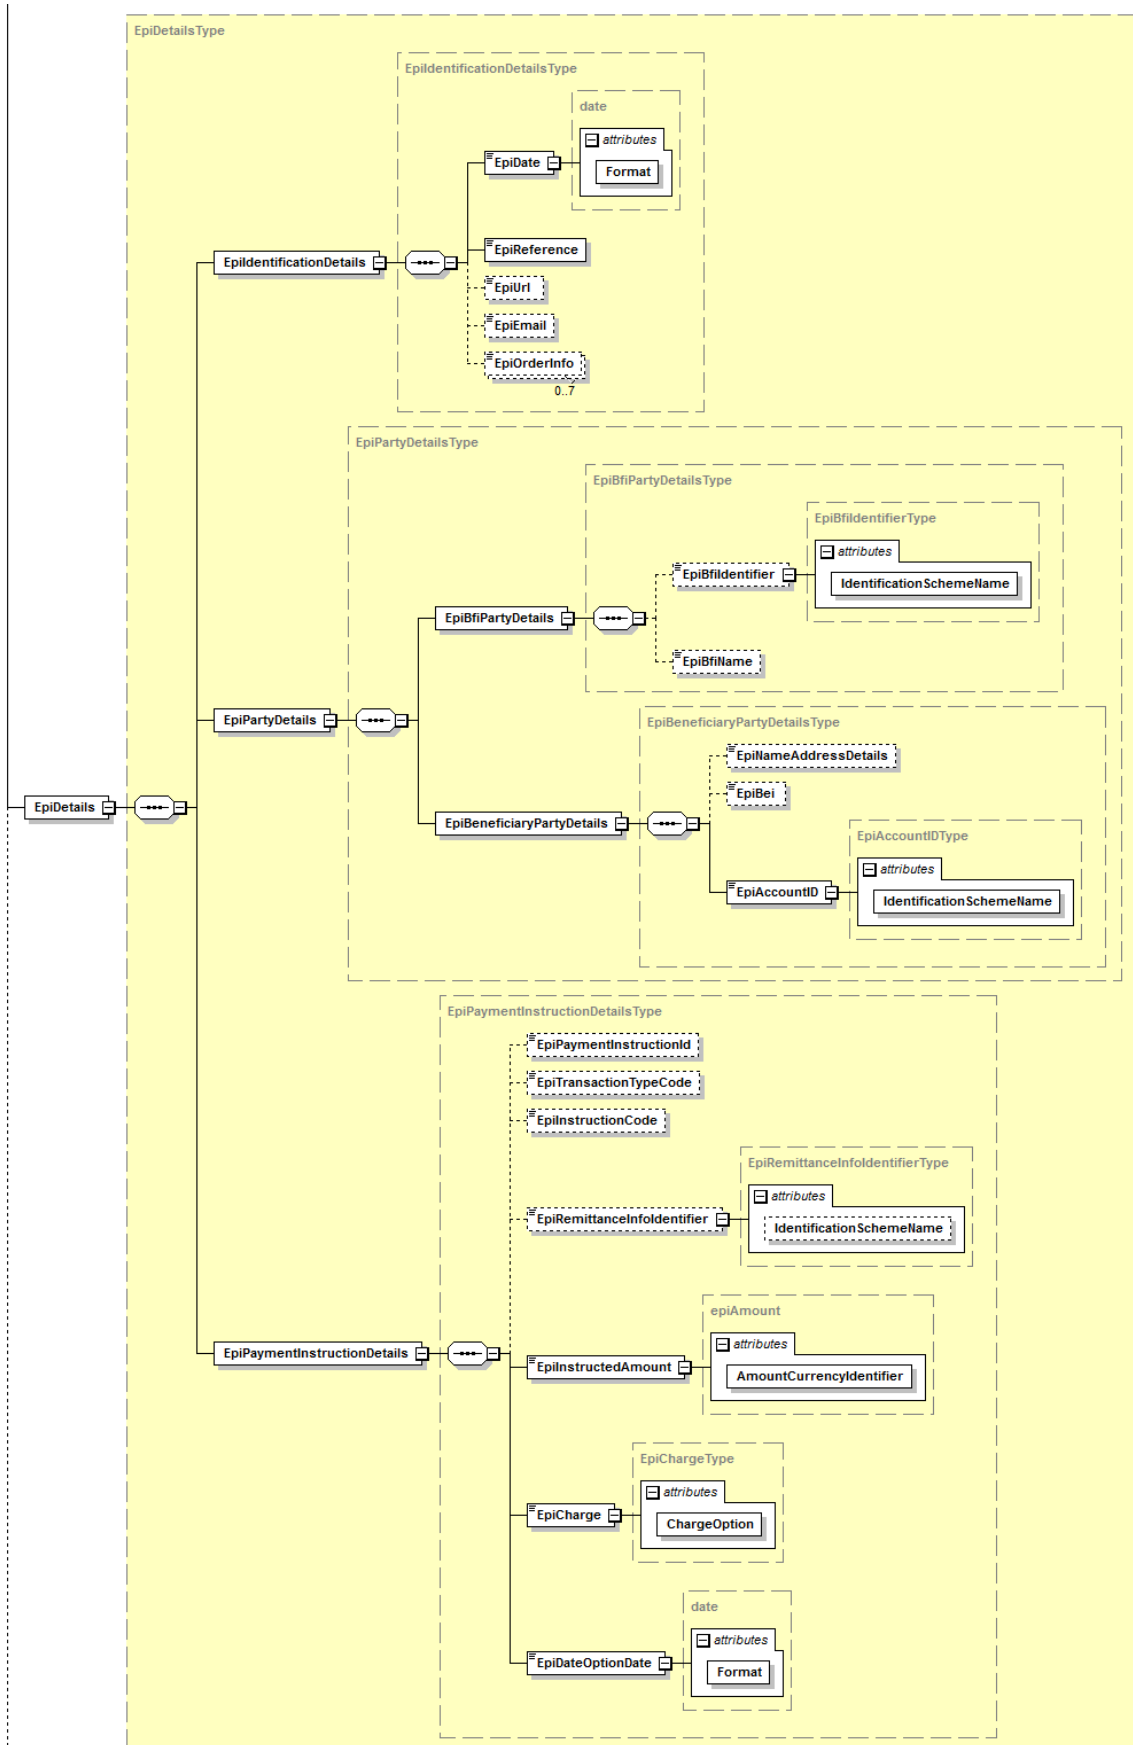 EpiDetailsType
EpiIdentificationDetailsType
date
attributes
EpiDate
Format
EpiReference
EpiIdentificationDetails
EpiUrl
EpiEmail
EpiOrderInfo
0..7
EpiPartyDetailsType
EpiBfiPartyDetailsType
EpiBfiIdentifierType
attributes
EpiBfiIdentifier
IdentificationSchemeName
EpiBfiPartyDetails
EpiBfiName
EpiBeneficiaryPartyDetailsType
EpiPartyDetails
EpiNameAddressDetails
EpiBei
EpiDetails
EpiBeneficiaryPartyDetails
EpiAccountIDType
attributes
EpiAccountID
IdentificationSchemeName
EpiPaymentInstructionDetailsType
EpiPaymentInstructionId
EpiTransactionTypeCode
EpiInstructionCode
EpiRemittanceInfoIdentifierType
attributes
EpiRemittanceInfoIdentifier
IdentificationSchemeName
epiAmount
attributes
EpiPaymentInstructionDetails
EpiInstructedAmount
AmountCurrencyIdentifier
EpiChargeType
attributes
EpiCharge
ChargeOption
date
attributes
EpiDateOptionDate
Format